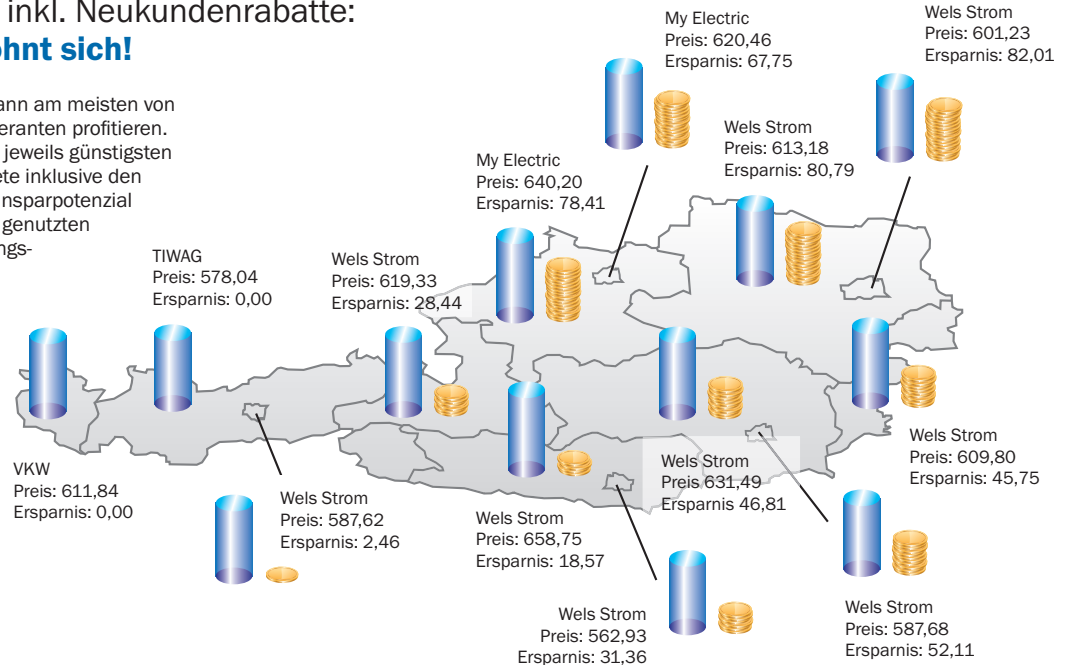 inkl. Neukundenrabatte:
ohnt sich!
ann am meisten von
eranten profitieren.
jeweils günstigsten
ete inklusive den
insparpotenzial
genutzten
ngs-
My Electric
Preis: 620,46
Ersparnis: 67,75
Wels Strom
Preis: 601,23
Ersparnis: 82,01
Wels Strom
Preis: 613,18
Ersparnis: 80,79
My Electric
Preis: 640,20
Ersparnis: 78,41
TIWAG
Preis: 578,04
Ersparnis: 0,00
Wels Strom
Preis: 619,33
Ersparnis: 28,44
VKW
Preis: 611,84
Ersparnis: 0,00
Wels Strom
Preis: 587,62
Ersparnis: 2,46
Wels Strom
Preis: 658,75
Ersparnis: 18,57
Wels Strom
Preis 631,49
Ersparnis 46,81
Wels Strom
Preis: 609,80
Ersparnis: 45,75
Wels Strom
Preis: 562,93
Ersparnis: 31,36
Wels Strom
Preis: 587,68
Ersparnis: 52,11